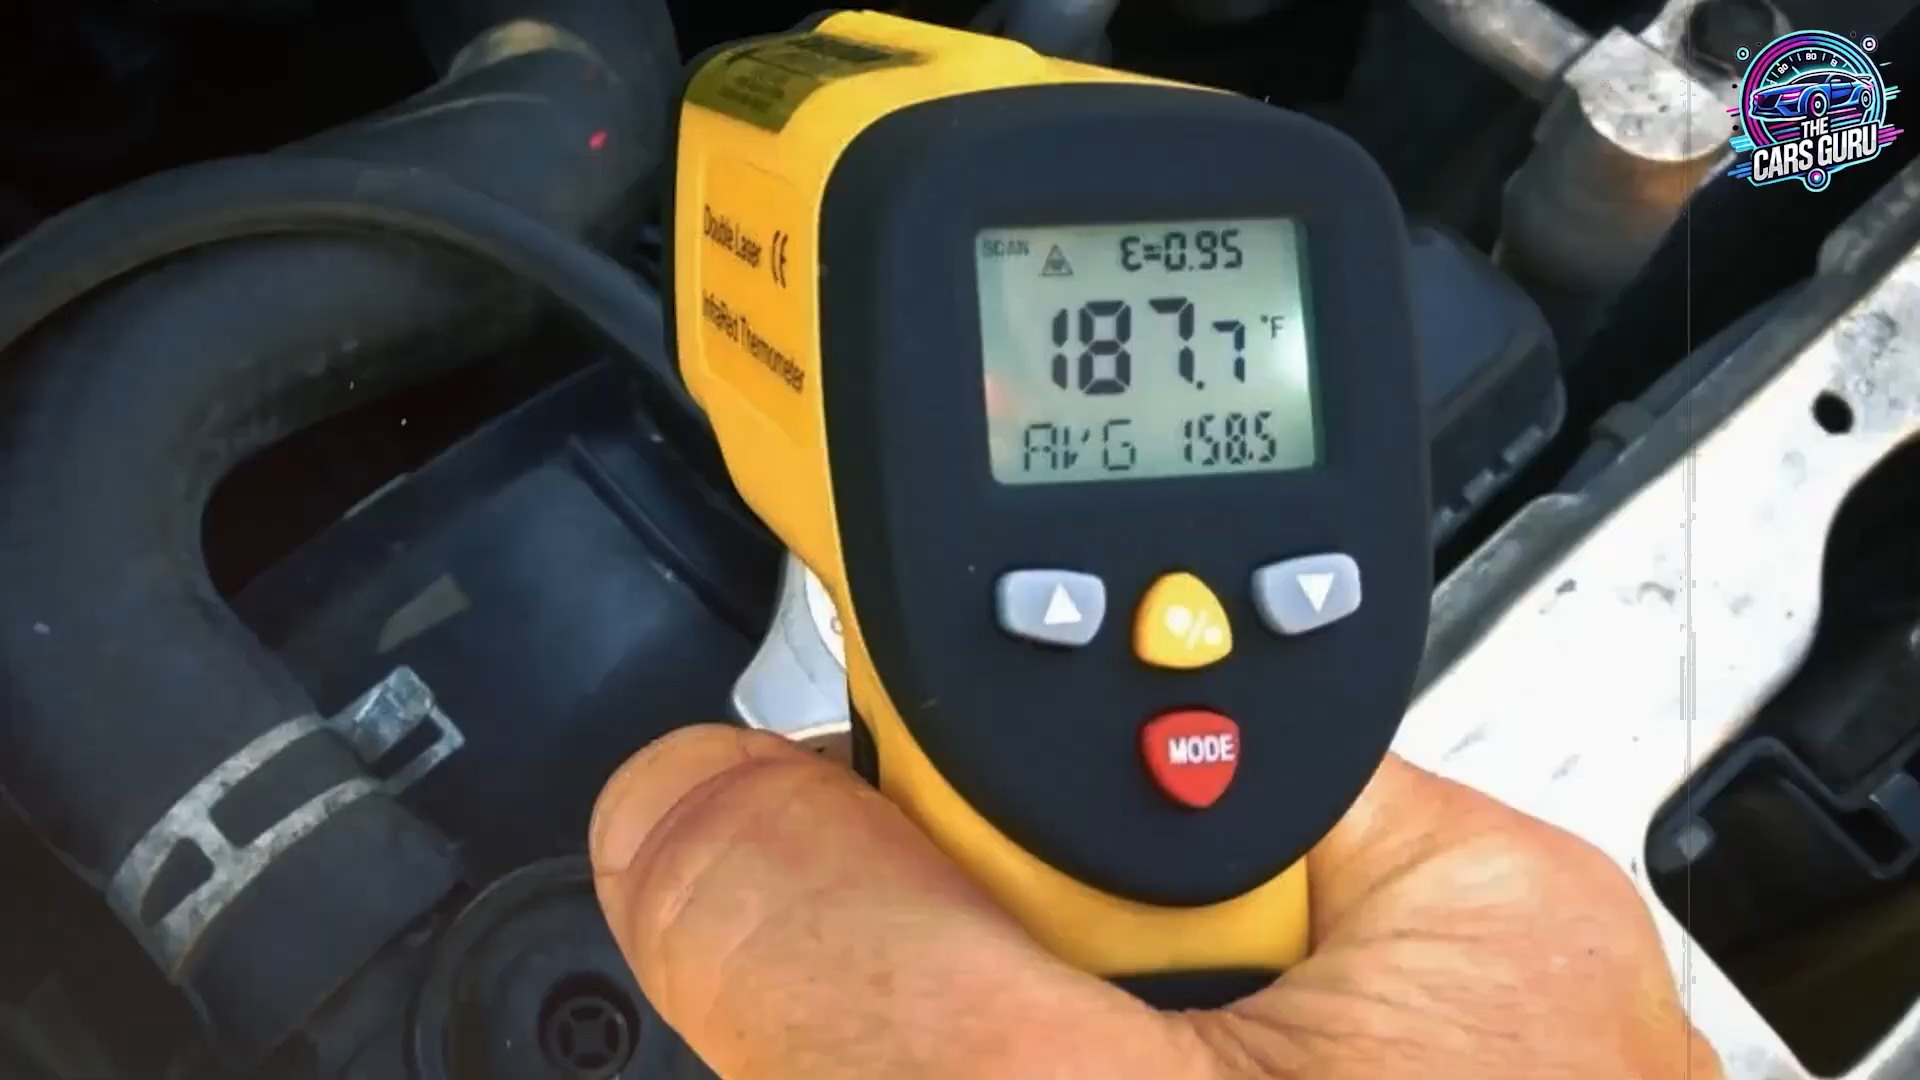 THE
CARS GURU
Double Laser CE
InfraRed Thermometer
SCAN ε=0.95
187.7 °F
AVG 158.5
MODE